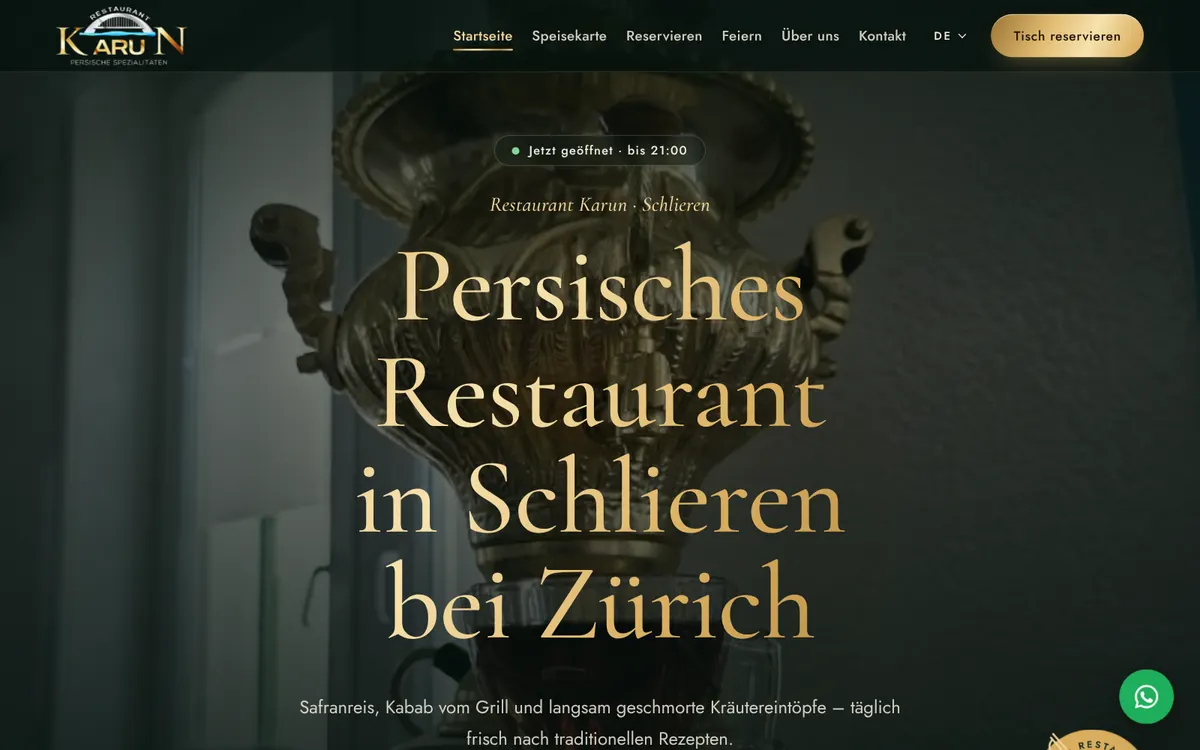 RESTAURANT
KARUN
PERSISCHE SPEZIALITÄTEN
Startseite
Speisekarte
Reservieren
Feiern
Über uns
Kontakt
DE
Tisch reservieren
Jetzt geöffnet · bis 21:00
Restaurant Karun · Schlieren
Persisches
Restaurant
in Schlieren
bei Zürich
Safranreis, Kabab vom Grill und langsam geschmorte Kräutereintöpfe – täglich
frisch nach traditionellen Rezepten.